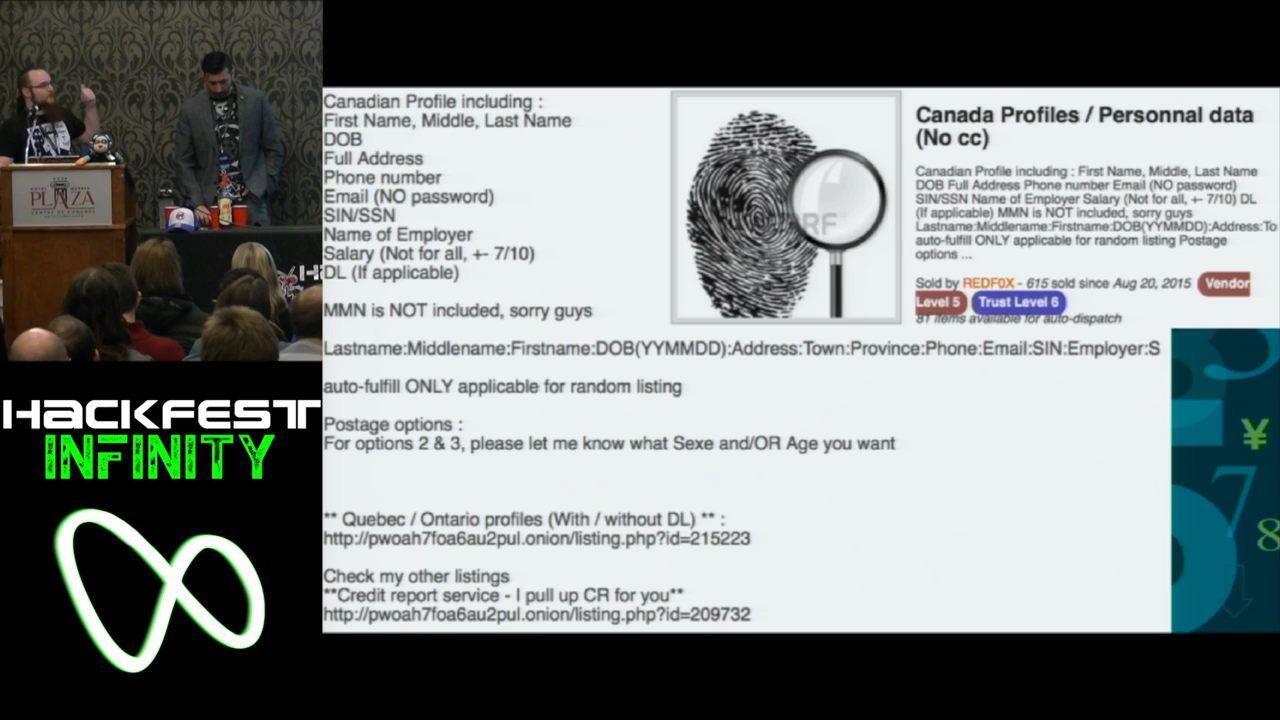 Canadian Profile including :
First Name, Middle, Last Name
DOB
Full Address
Phone number
Email (NO password)
SIN/SSN
Name of Employer
Salary (Not for all, +- 7/10)
DL (If applicable)
MMN is NOT included, sorry guys
Lastname:Middlename:Firstname:DOB(YYMMDD):Address:Town:Province:Phone:Email:SIN:Employer:S
auto-fulfill ONLY applicable for random listing
Postage options :
For options 2 & 3, please let me know what Sexe and/OR Age you want
** Quebec / Ontario profiles (With / without DL) ** :
http://pwoah7foa6au2pul.onion/listing.php?id=215223
Check my other listings
**Credit report service - I pull up CR for you**
http://pwoah7foa6au2pul.onion/listing.php?id=209732
Canada Profiles / Personnal data
(No cc)
Canadian Profile including : First Name, Middle, Last Name
DOB Full Address Phone number Email (NO password)
SIN/SSN Name of Employer Salary (Not for all, +- 7/10) DL
(If applicable) MMN is NOT included, sorry guys
Lastname:Middlename:Firstname:DOB(YYMMDD):Address:To
auto-fulfill ONLY applicable for random listing Postage
options ...
Sold by REDF0X - 615 sold since Aug 20, 2015 Vendor
Level 5 Trust Level 6
81 items available for auto-dispatch
¥
7
8
PLAZA
HACKFEST
INFINITY